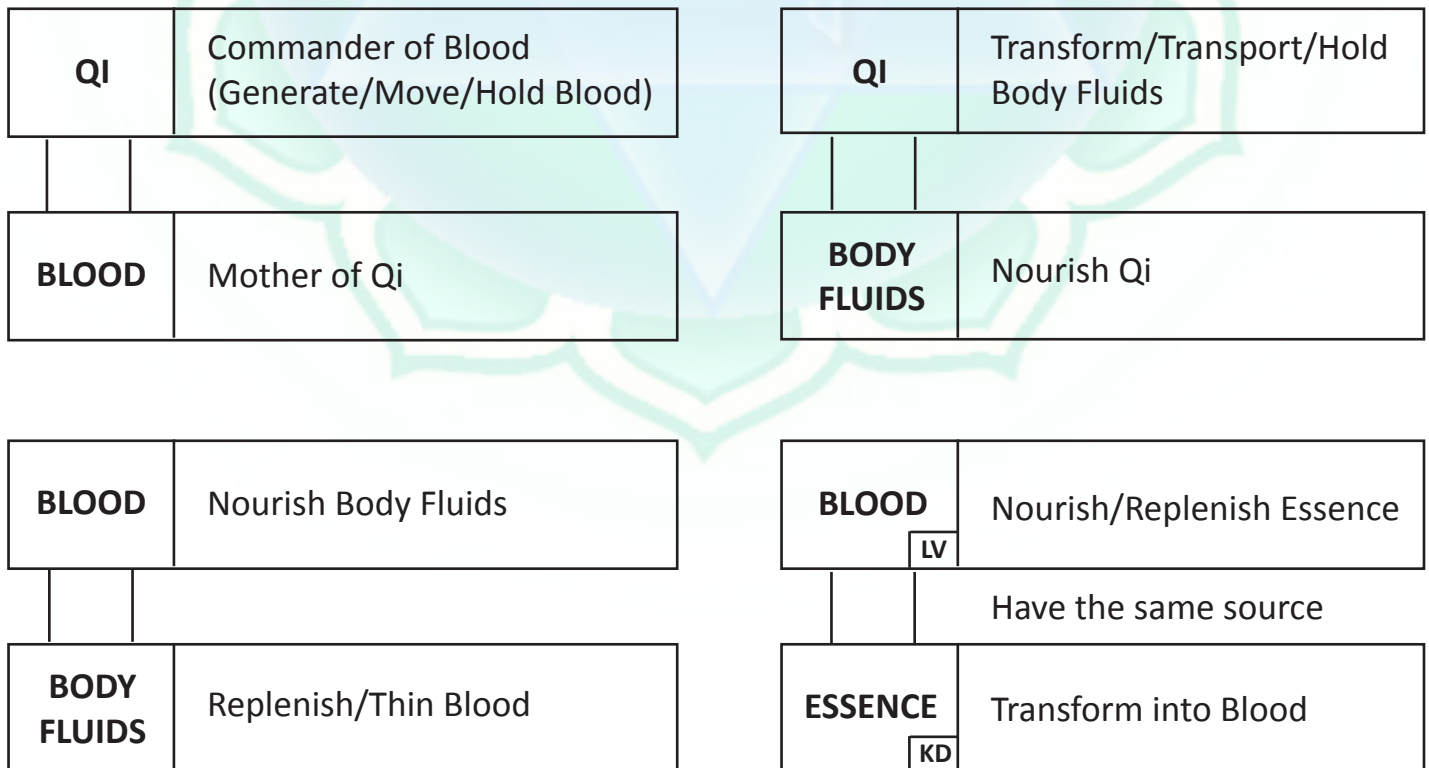 QI
Commander of Blood
(Generate/Move/Hold Blood)
BLOOD
Mother of Qi
QI
Transform/Transport/Hold
Body Fluids
BODY
FLUIDS
Nourish Qi
BLOOD
Nourish Body Fluids
BODY
FLUIDS
Replenish/Thin Blood
BLOOD
LV
Nourish/Replenish Essence
Have the same source
ESSENCE
KD
Transform into Blood